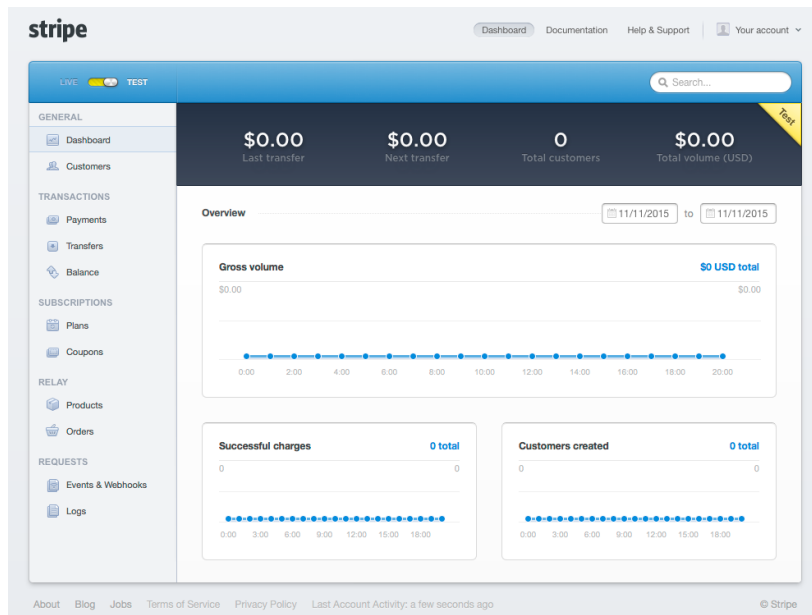 stripe
Dashboard Documentation Help & Support Your account
LIVE TEST
Search...
GENERAL
Dashboard
Customers
TRANSACTIONS
Payments
Transfers
Balance
SUBSCRIPTIONS
Plans
Coupons
RELAY
Products
Orders
REQUESTS
Events & Webhooks
Logs
$0.00 $0.00 0 $0.00
Last transfer Next transfer Total customers Total volume (USD)
Test
Overview 11/11/2015 to 11/11/2015
Gross volume $0 USD total
$0.00 $0.00
0:00 2:00 4:00 6:00 8:00 10:00 12:00 14:00 16:00 18:00 20:00
Successful charges 0 total
0 0
0:00 3:00 6:00 9:00 12:00 15:00 18:00
Customers created 0 total
0 0
0:00 3:00 6:00 9:00 12:00 15:00 18:00
About Blog Jobs Terms of Service Privacy Policy Last Account Activity: a few seconds ago © Stripe